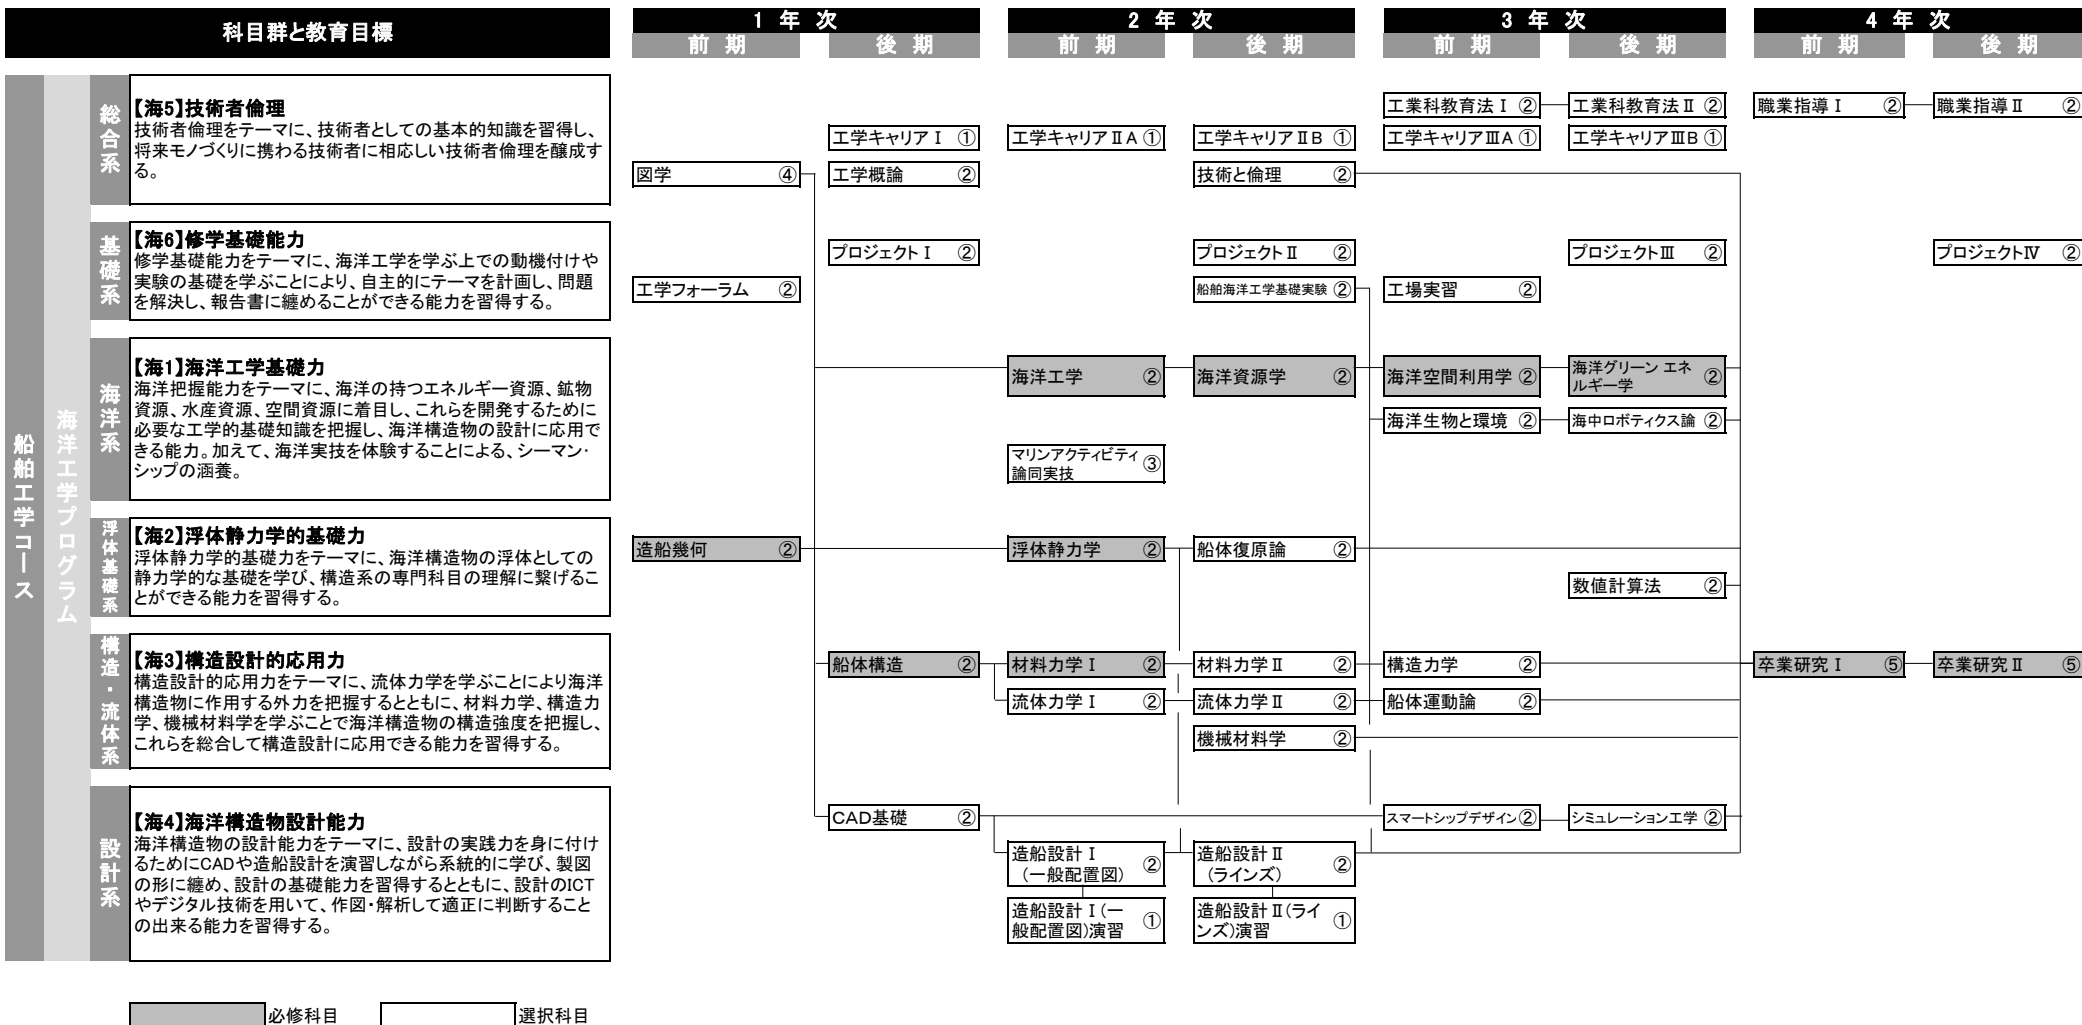 科目群と教育目標
1 年 次
2 年 次
3 年 次
4 年 次
前 期
後 期
前 期
後 期
前 期
後 期
前 期
後 期
船舶工学コース
海洋工学プログラム
総合系
【海5】技術者倫理
技術者倫理をテーマに、技術者としての基本的知識を習得し、
将来モノづくりに携わる技術者に相応しい技術者倫理を醸成す
る。
工業科教育法Ⅰ ②
工業科教育法Ⅱ ②
職業指導Ⅰ ②
職業指導Ⅱ ②
工学キャリアⅠ ①
工学キャリアⅡA ①
工学キャリアⅡB ①
工学キャリアⅢA ①
工学キャリアⅢB ①
図学 ④
工学概論 ②
技術と倫理 ②
基礎系
【海6】修学基礎能力
修学基礎能力をテーマに、海洋工学を学ぶ上での動機付けや
実験の基礎を学ぶことにより、自主的にテーマを計画し、問題
を解決し、報告書に纏めることができる能力を習得する。
プロジェクトⅠ ②
プロジェクトⅡ ②
プロジェクトⅢ ②
プロジェクトⅣ ②
工学フォーラム ②
船舶海洋工学基礎実験 ②
工場実習 ②
海洋系
【海1】海洋工学基礎力
海洋把握能力をテーマに、海洋の持つエネルギー資源、鉱物
資源、水産資源、空間資源に着目し、これらを開発するために
必要な工学的基礎知識を把握し、海洋構造物の設計に応用で
きる能力。加えて、海洋実技を体験することによる、シーマン・
シップの涵養。
海洋工学 ②
海洋資源学 ②
海洋空間利用学 ②
海洋グリーン エネ
ルギー学 ②
海洋生物と環境 ②
海中ロボティクス論 ②
マリンアクティビティ
論同実技 ③
浮体基礎系
【海2】浮体静力学的基礎力
浮体静力学的基礎力をテーマに、海洋構造物の浮体としての
静力学的な基礎を学び、構造系の専門科目の理解に繋げるこ
とができる能力を習得する。
造船幾何 ②
浮体静力学 ②
船体復原論 ②
数値計算法 ②
構造・流体系
【海3】構造設計的応用力
構造設計的応用力をテーマに、流体力学を学ぶことにより海洋
構造物に作用する外力を把握するとともに、材料力学、構造力
学、機械材料学を学ぶことで海洋構造物の構造強度を把握し、
これらを総合して構造設計に応用できる能力を習得する。
船体構造 ②
材料力学Ⅰ ②
材料力学Ⅱ ②
構造力学 ②
卒業研究Ⅰ ⑤
卒業研究Ⅱ ⑤
流体力学Ⅰ ②
流体力学Ⅱ ②
船体運動論 ②
機械材料学 ②
設計系
【海4】海洋構造物設計能力
海洋構造物の設計能力をテーマに、設計の実践力を身に付け
るためにCADや造船設計を演習しながら系統的に学び、製図
の形に纏め、設計の基礎能力を習得するとともに、設計のICT
やデジタル技術を用いて、作図・解析して適正に判断すること
の出来る能力を習得する。
CAD基礎 ②
スマートシップデザイン ②
シミュレーション工学 ②
造船設計Ⅰ
(一般配置図) ②
造船設計Ⅱ
(ラインズ) ②
造船設計Ⅰ(一
般配置図)演習 ①
造船設計Ⅱ(ライ
ンズ)演習 ①
必修科目
選択科目